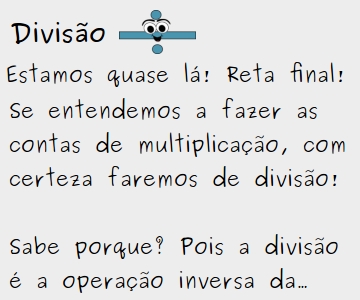 Divisão
Estamos quase lá! Reta final!
Se entendemos a fazer as
contas de multiplicação, com
certeza faremos de divisão!
Sabe porque? Pois a divisão
é a operação inversa da...